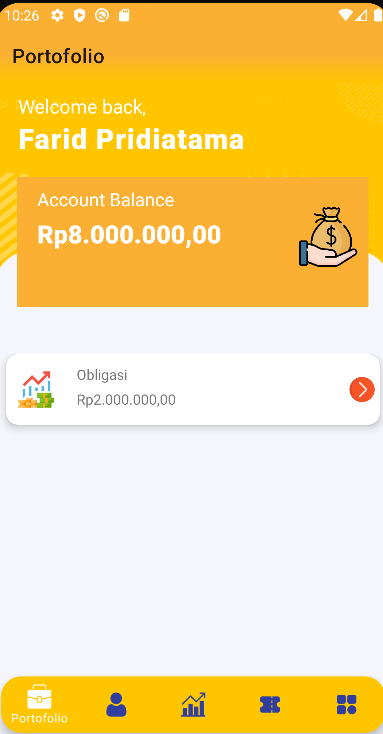 10:26
Portofolio
Welcome back,
Farid Pridiatama
Account Balance
Rp8.000.000,00
$
Obligasi
Rp2.000.000,00
Portofolio